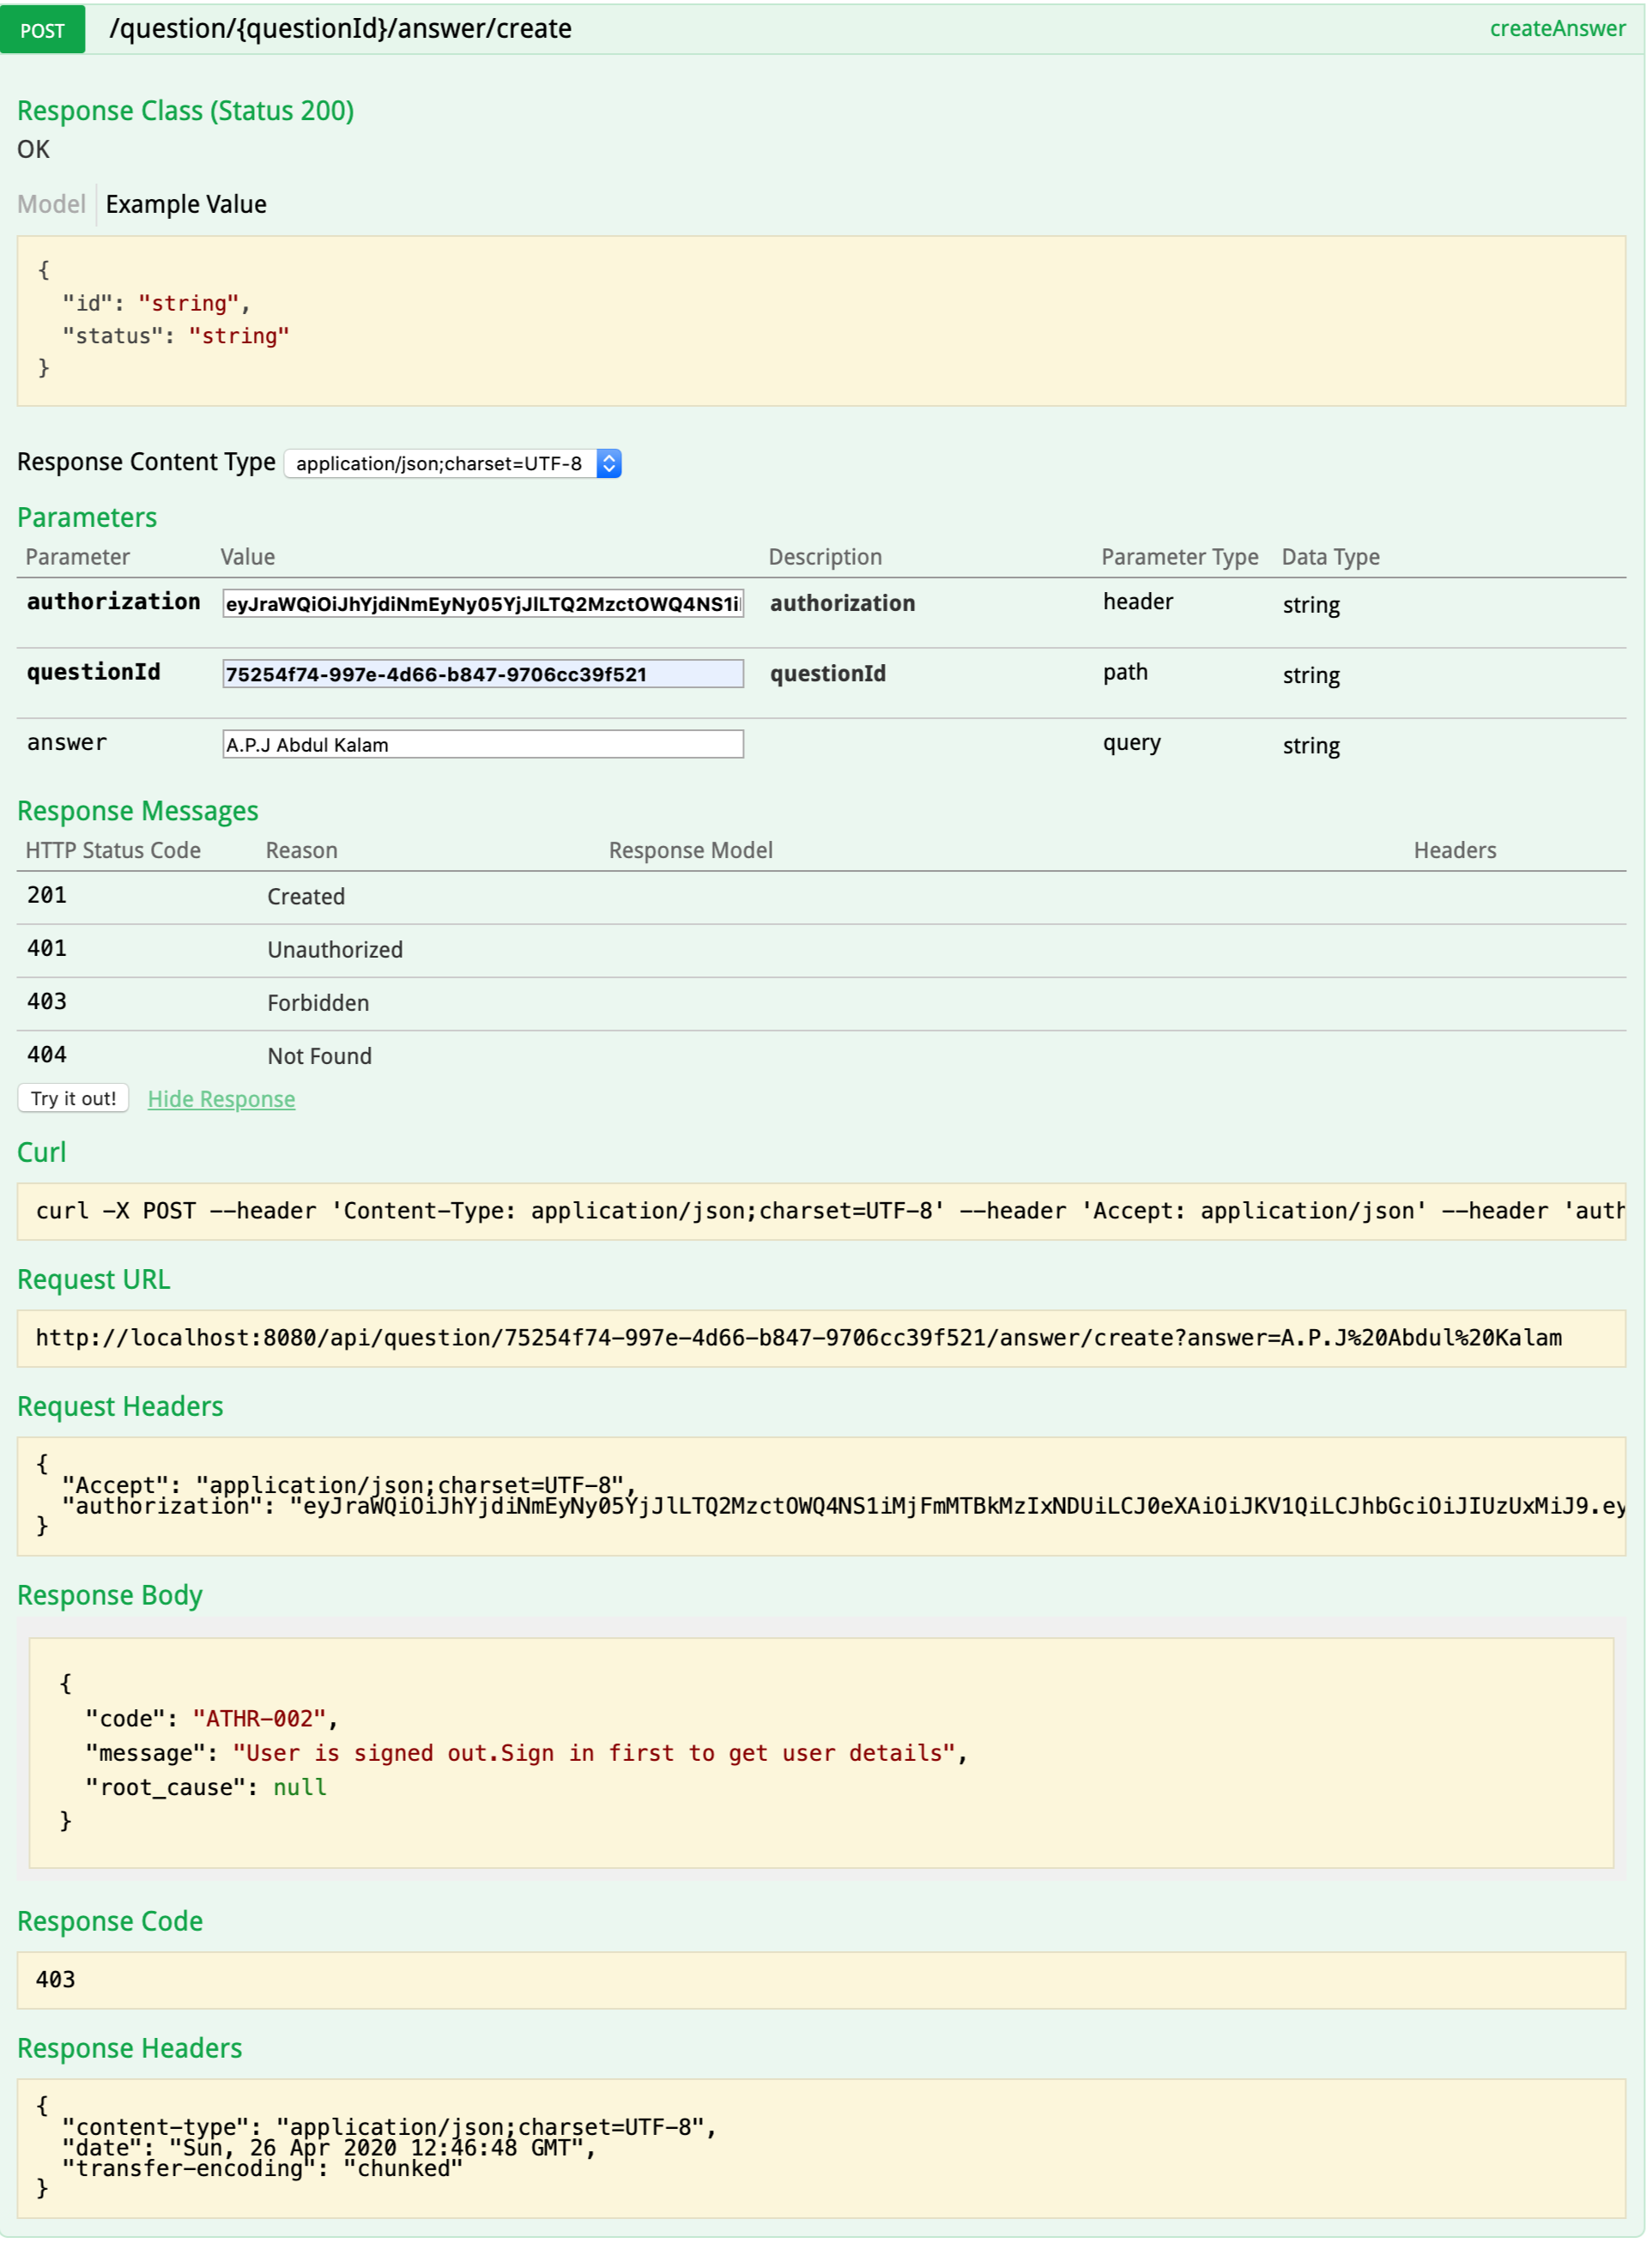 POST /question/{questionId}/answer/create createAnswer
Response Class (Status 200)
OK
Model Example Value
{
"id": "string",
"status": "string"
}
Response Content Type application/json;charset=UTF-8
Parameters
Parameter Value Description Parameter Type Data Type
authorization eyJraWQiOiJhYjdiNmEyNy05YjJlLTQ2MzctOWQ4NS1i authorization header string
questionId 75254f74-997e-4d66-b847-9706cc39f521 questionId path string
answer A.P.J Abdul Kalam query string
Response Messages
HTTP Status Code Reason Response Model Headers
201 Created
401 Unauthorized
403 Forbidden
404 Not Found
Try it out! Hide Response
Curl
curl -X POST --header 'Content-Type: application/json;charset=UTF-8' --header 'Accept: application/json' --header 'auth
Request URL
http://localhost:8080/api/question/75254f74-997e-4d66-b847-9706cc39f521/answer/create?answer=A.P.J%20Abdul%20Kalam
Request Headers
{
"Accept": "application/json;charset=UTF-8",
"authorization": "eyJraWQiOiJhYjdiNmEyNy05YjJlLTQ2MzctOWQ4NS1iMjFmMTBkMzIxNDUiLCJ0eXAiOiJKV1QiLCJhbGciOiJIUzUxMiJ9.ey
}
Response Body
{
"code": "ATHR-002",
"message": "User is signed out.Sign in first to get user details",
"root_cause": null
}
Response Code
403
Response Headers
{
"content-type": "application/json;charset=UTF-8",
"date": "Sun, 26 Apr 2020 12:46:48 GMT",
"transfer-encoding": "chunked"
}